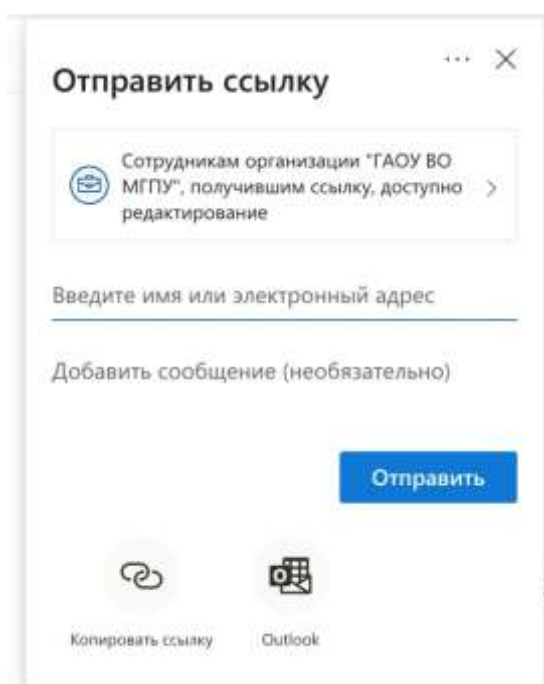 Отправить ссылку
Сотрудникам организации "ГАОУ ВО
МГПУ", получившим ссылку, доступно
редактирование
Введите имя или электронный адрес
Добавить сообщение (необязательно)
Отправить
Копировать ссылку
Outlook